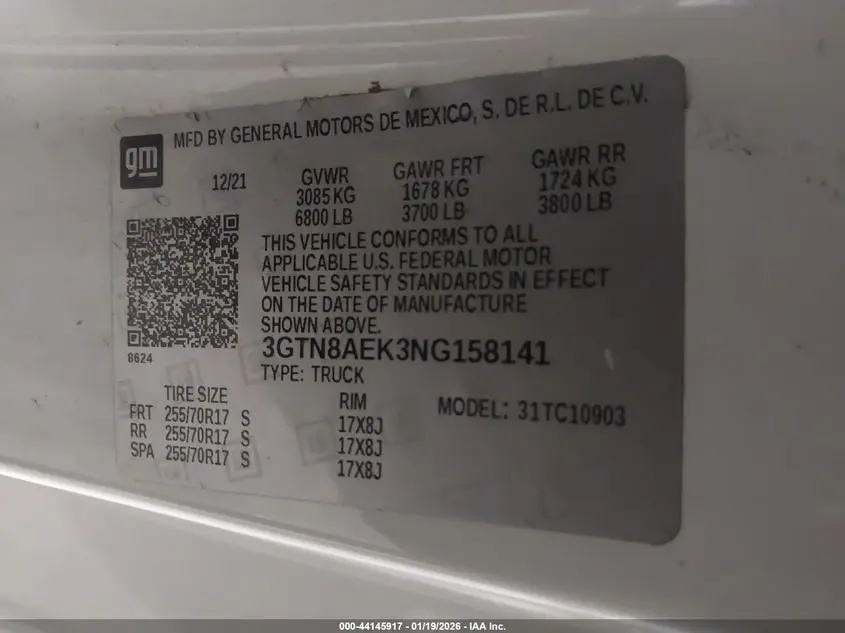 gm
MFD BY GENERAL MOTORS DE MEXICO, S. DE R.L. DE C.V.
12/21
GVWR GAWR FRT GAWR RR
3085 KG 1678 KG 1724 KG
6800 LB 3700 LB 3800 LB
THIS VEHICLE CONFORMS TO ALL
APPLICABLE U.S. FEDERAL MOTOR
VEHICLE SAFETY STANDARDS IN EFFECT
ON THE DATE OF MANUFACTURE
SHOWN ABOVE.
8624
3GTN8AEK3NG158141
TYPE: TRUCK
TIRE SIZE RIM MODEL: 31TC10903
FRT 255/70R17 S 17X8J
RR 255/70R17 S 17X8J
SPA 255/70R17 S 17X8J
000-44145917 - 01/19/2026 - IAA Inc.